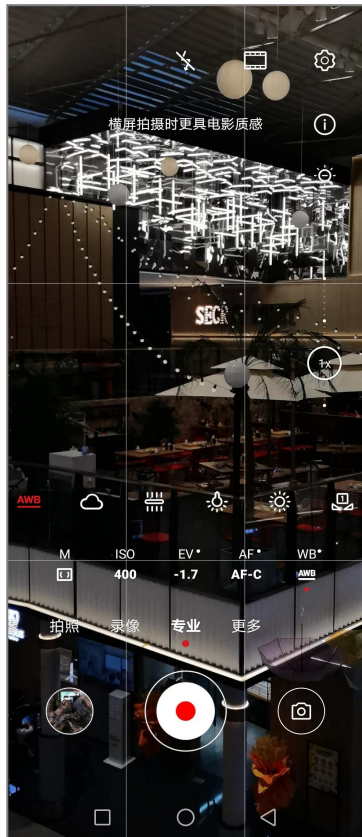 横屏拍摄时更具电影质感
1x
AWB
M ISO EV AF WB
400 -1.7 AF-C AWB
拍照 录像 专业 更多